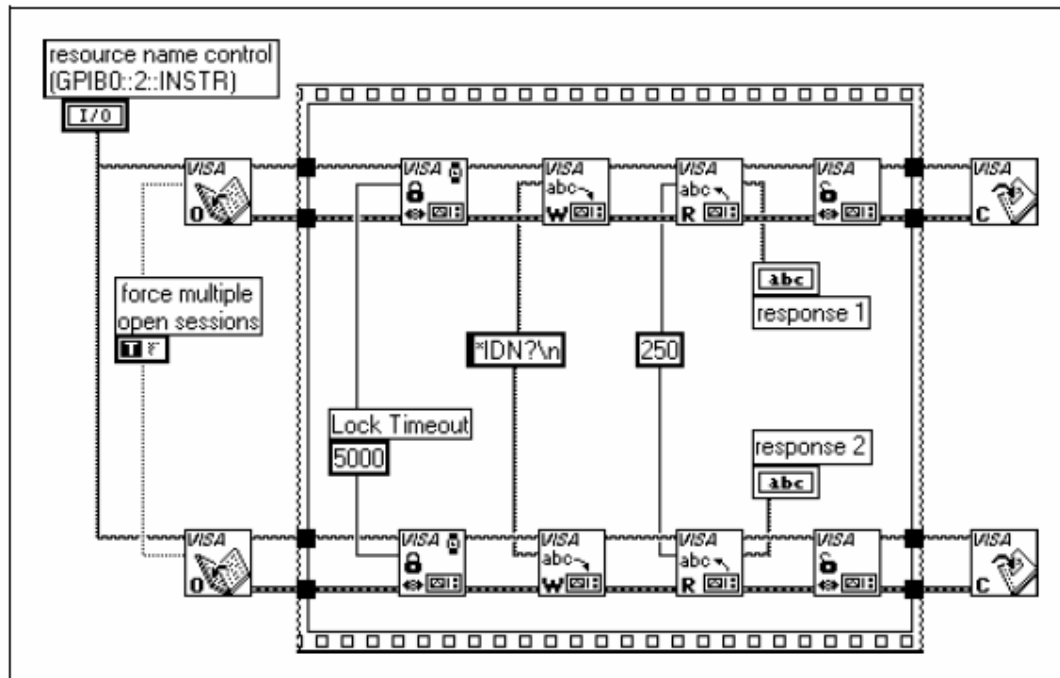 resource name control
(GPIB0::2::INSTR)
I/O
VISA
O
VISA
VISA
abc
W
VISA
abc
R
VISA
C
abc
response 1
force multiple
open sessions
T F
*IDN?\n
250
Lock Timeout
5000
response 2
abc
VISA
O
VISA
VISA
abc
W
VISA
abc
R
VISA
VISA
C